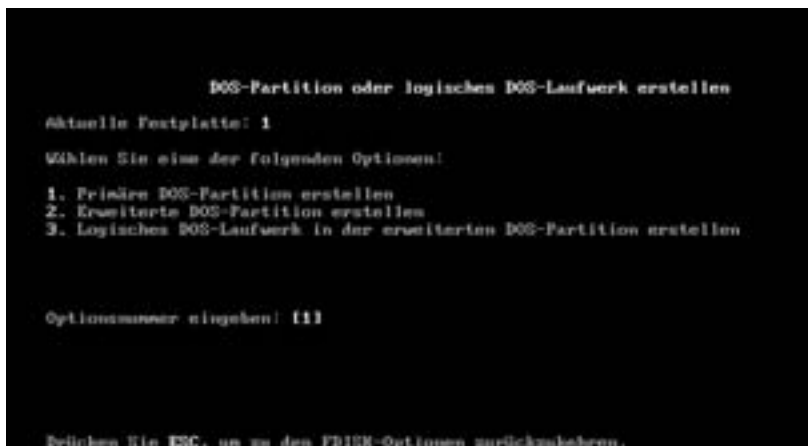 DOS-Partition oder logisches DOS-Laufwerk erstellen
Aktuelle Festplatte: 1
Wählen Sie eine der folgenden Optionen:
1. Primäre DOS-Partition erstellen
2. Erweiterte DOS-Partition erstellen
3. Logisches DOS-Laufwerk in der erweiterten DOS-Partition erstellen
Optionsnummer eingeben: [1]
Drücken Sie ESC, um zu den FDISK-Optionen zurückzukehren.